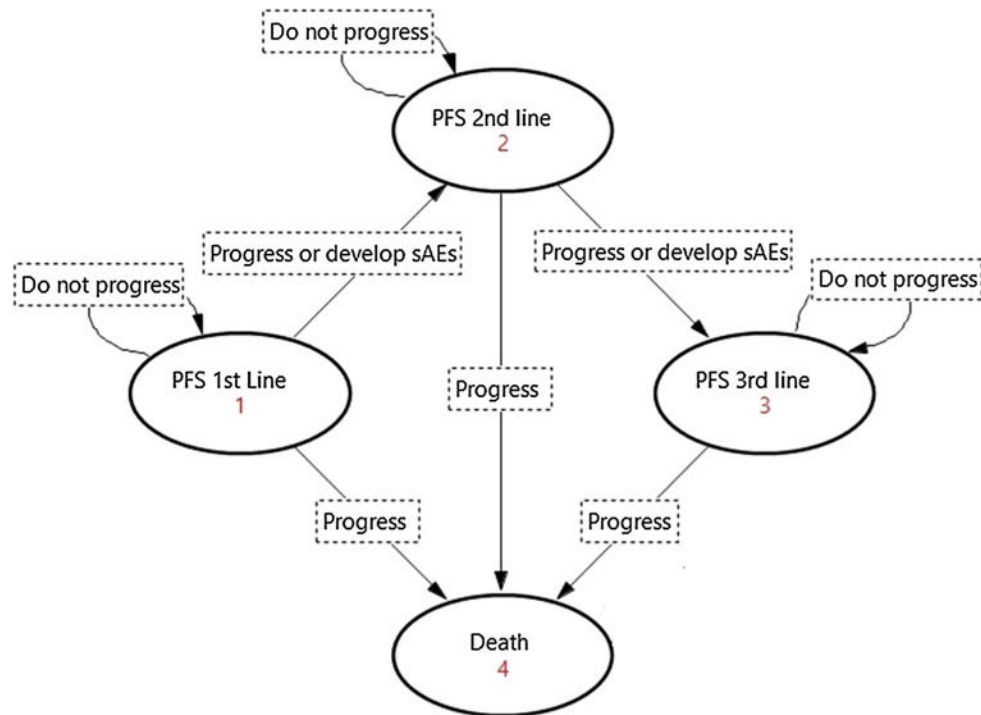 Do not progress
PFS 2nd line
2
Progress or develop sAEs
Progress or develop sAEs
Do not progress
Do not progress
PFS 1st Line
1
Progress
PFS 3rd line
3
Progress
Progress
Death
4